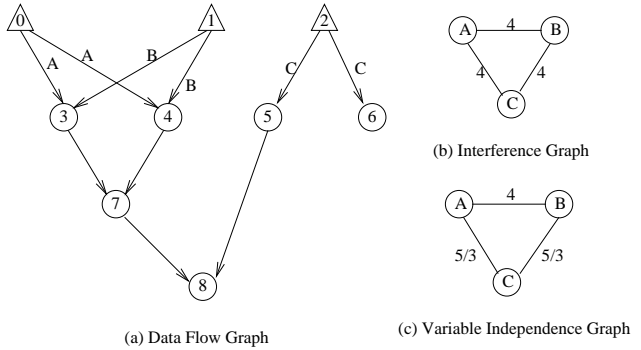 0 1 2
A A B B C C
3 4 5 6
7
8
(a) Data Flow Graph
A 4 B
4 4
C
(b) Interference Graph
A 4 B
5/3 5/3
C
(c) Variable Independence Graph